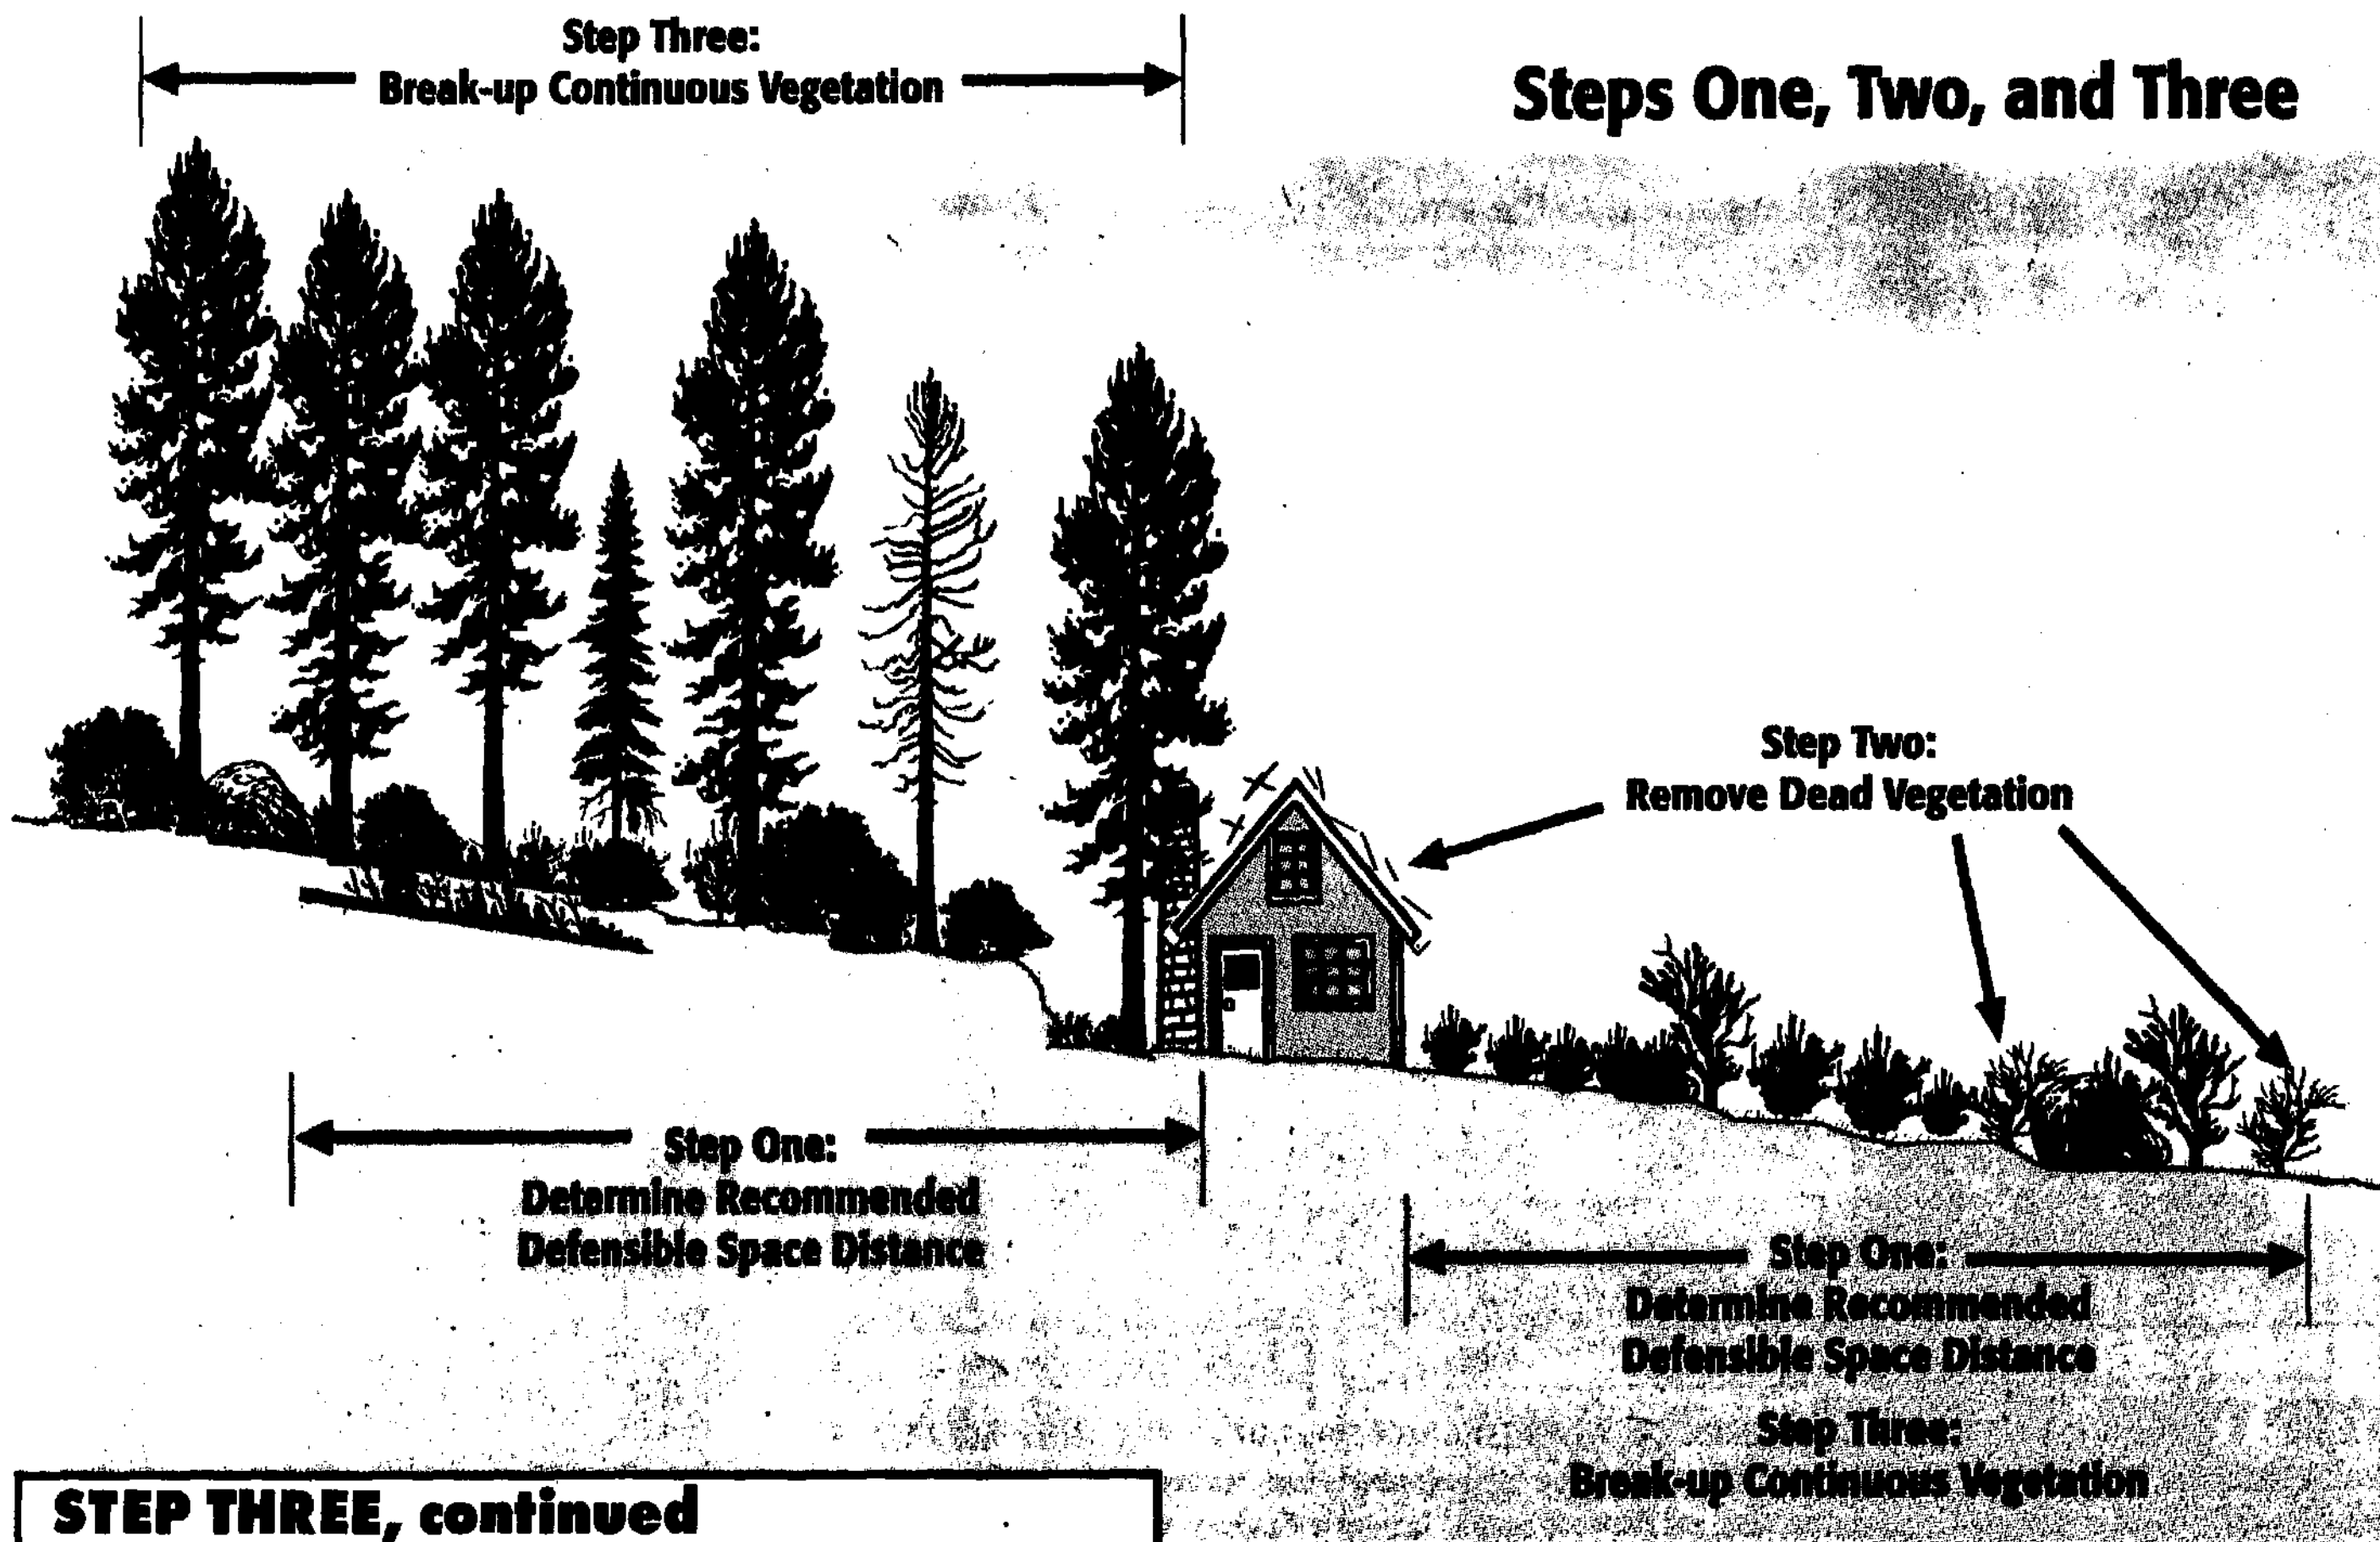 Step Three:
Break-up Continuous Vegetation
Steps One, Two, and Three
Step Two:
Remove Dead Vegetation
Step One:
Determine Recommended
Defensible Space Distance
Step One:
Determine Recommended
Defensible Space Distance
Step Three:
Break-up Continuous Vegetation
STEP THREE, continued